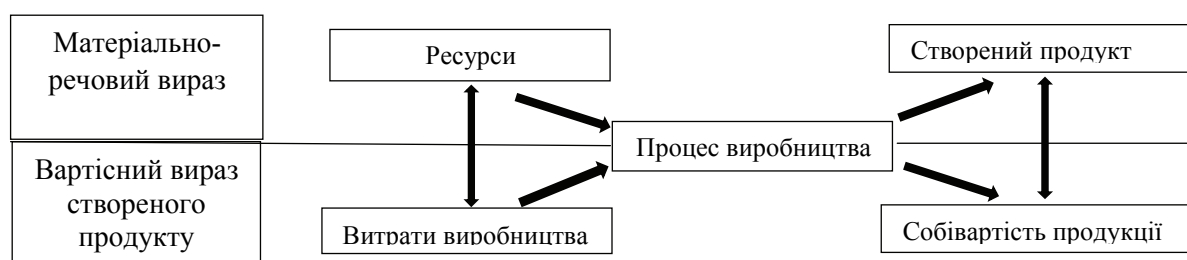 Матеріально-
речовий вираз
Ресурси
Створений продукт
Процес виробництва
Вартісний вираз
створеного
продукту
Витрати виробництва
Собівартість продукції